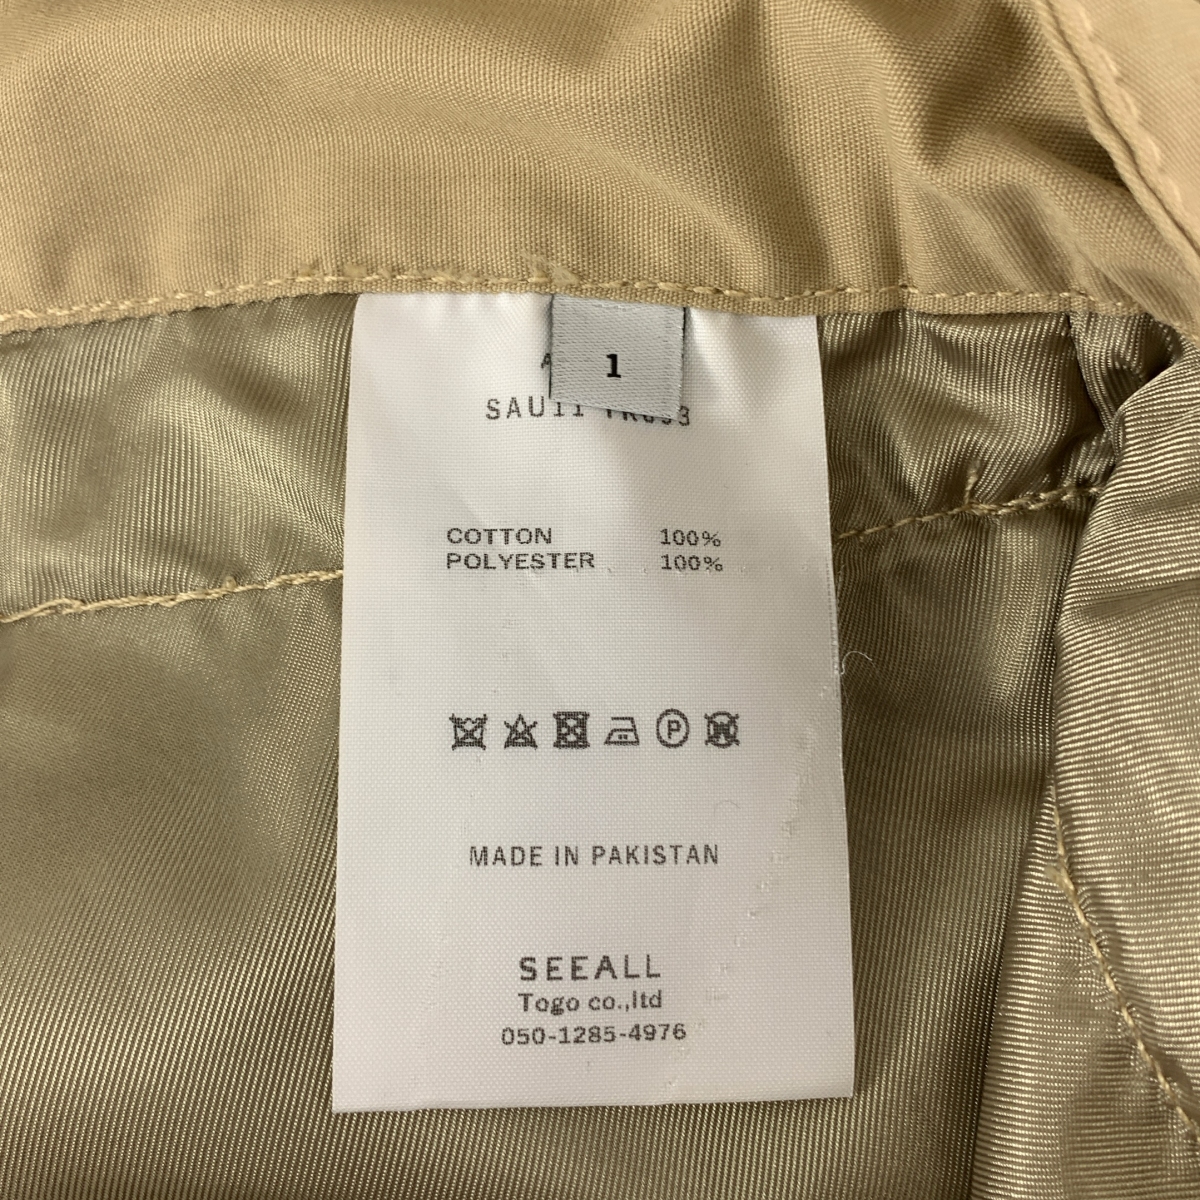 1
COTTON 100%
POLYESTER 100%
P
W
MADE IN PAKISTAN
SEEALL
Togo co.,ltd
050-1285-4976